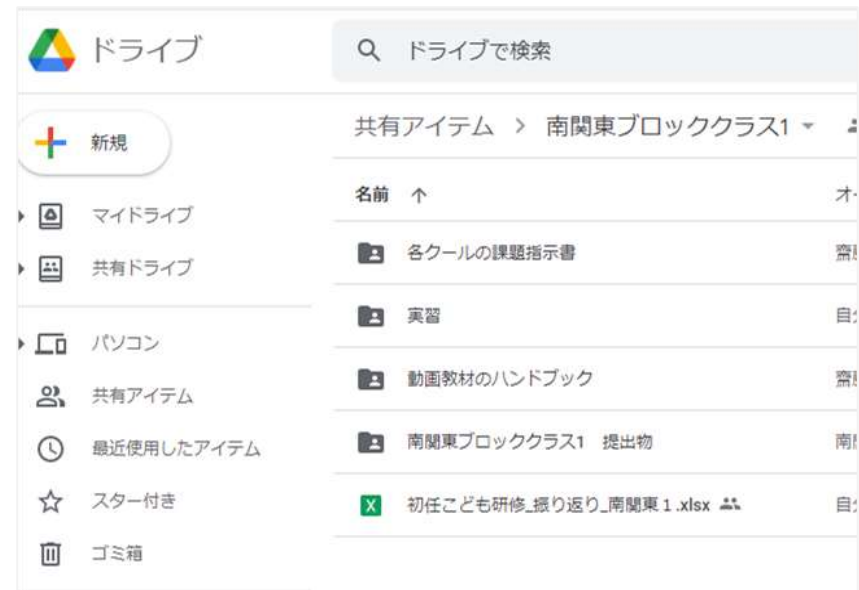 ドライブ
ドライブで検索
新規
マイドライブ
共有ドライブ
パソコン
共有アイテム
最近使用したアイテム
スター付き
ゴミ箱
共有アイテム > 南関東ブロッククラス1
名前 ↑
各クールの課題指示書
実習
動画教材のハンドブック
南関東ブロッククラス1 提出物
初任こども研修_振り返り_南関東1.xlsx